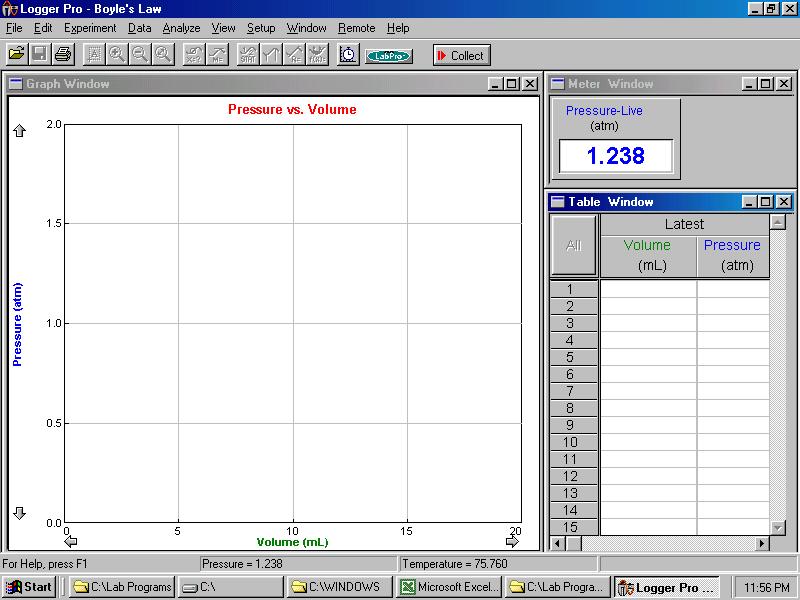 Logger Pro - Boyle's Law
File Edit Experiment Data Analyze View Setup Window Remote Help
LabPro Collect
Graph Window
Pressure vs. Volume
2.0
1.5
1.0
0.5
0.0
Pressure (atm)
0 5 10 15 20
Volume (mL)
Meter Window
Pressure-Live
(atm)
1.238
Table Window
All
Latest
Volume Pressure
(mL) (atm)
1
2
3
4
5
6
7
8
9
10
11
12
13
14
15
For Help, press F1 Pressure = 1.238 Temperature = 75.760
Start C:\Lab Programs C:\ C:\WINDOWS Microsoft Excel... C:\Lab Progra... Logger Pro ... 11:56 PM